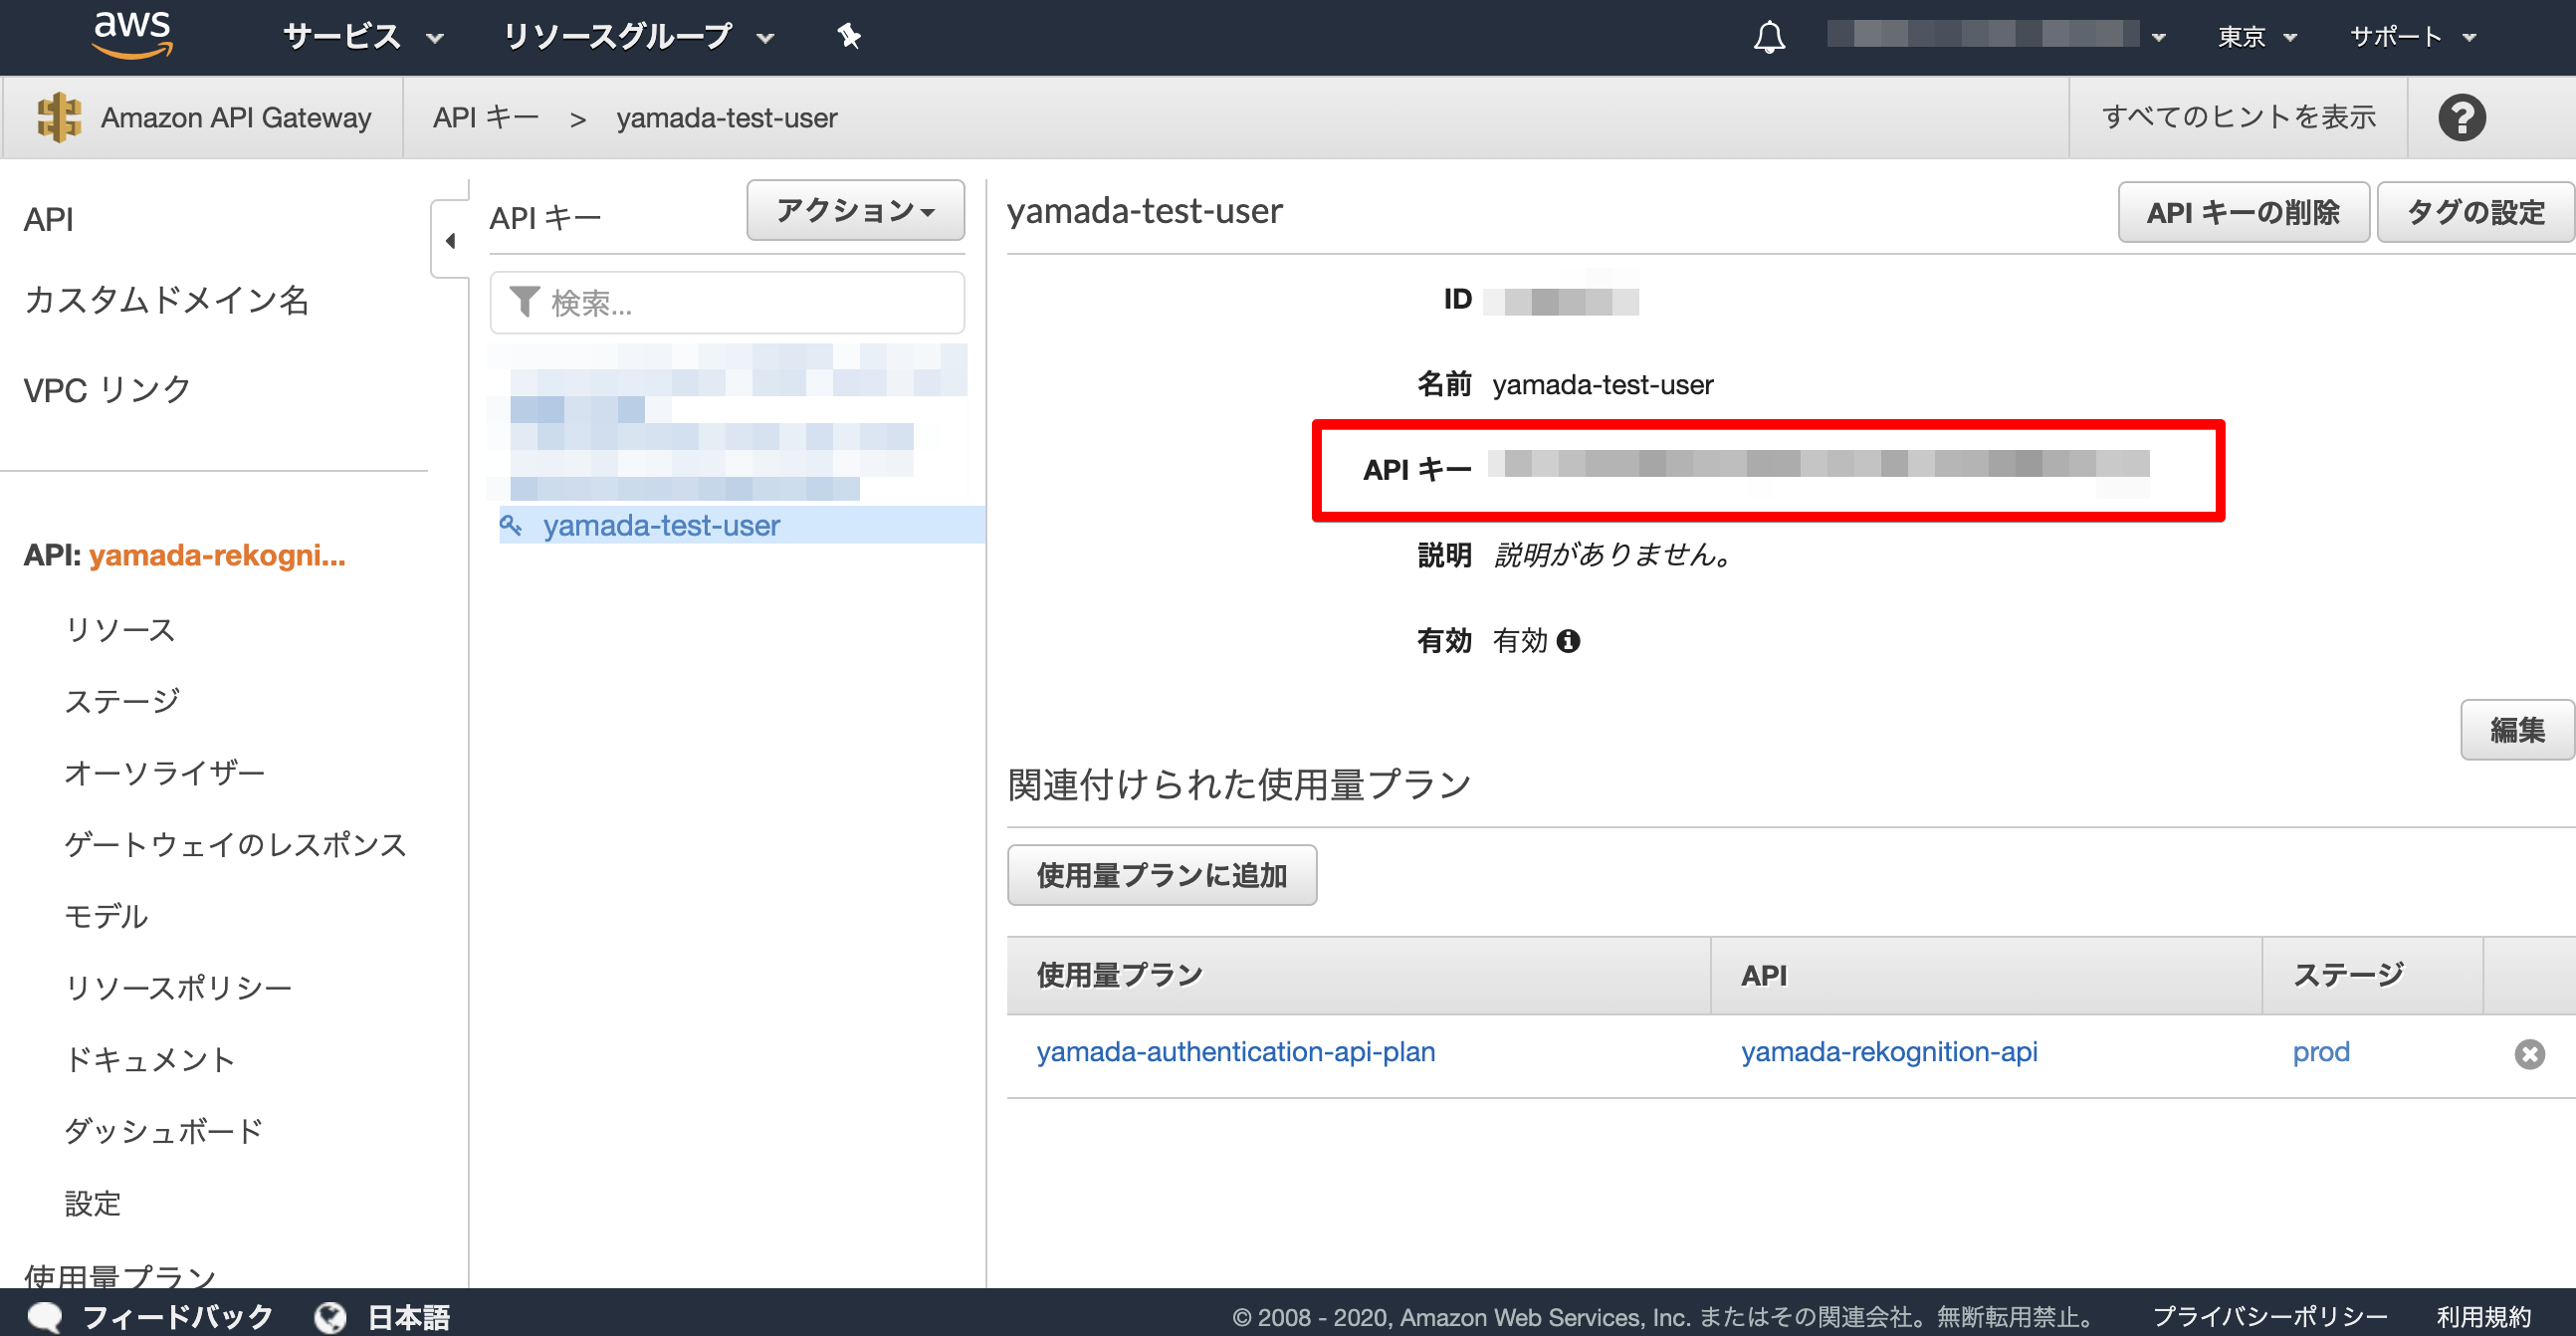 aws サービス リソースグループ 東京 サポート
Amazon API Gateway API キー > yamada-test-user すべてのヒントを表示 ?
API
カスタムドメイン名
VPC リンク
API: yamada-rekogni...
リソース
ステージ
オーソライザー
ゲートウェイのレスポンス
モデル
リソースポリシー
ドキュメント
ダッシュボード
設定
使用量プラン
API キー アクション
検索...
yamada-test-user
yamada-test-user API キーの削除 タグの設定
ID
名前 yamada-test-user
API キー
説明 説明がありません。
有効 有効
編集
関連付けられた使用量プラン
使用量プランに追加
使用量プラン API ステージ
yamada-authentication-api-plan yamada-rekognition-api prod
フィードバック 日本語 © 2008 - 2020, Amazon Web Services, Inc. またはその関連会社。無断転用禁止。 プライバシーポリシー 利用規約